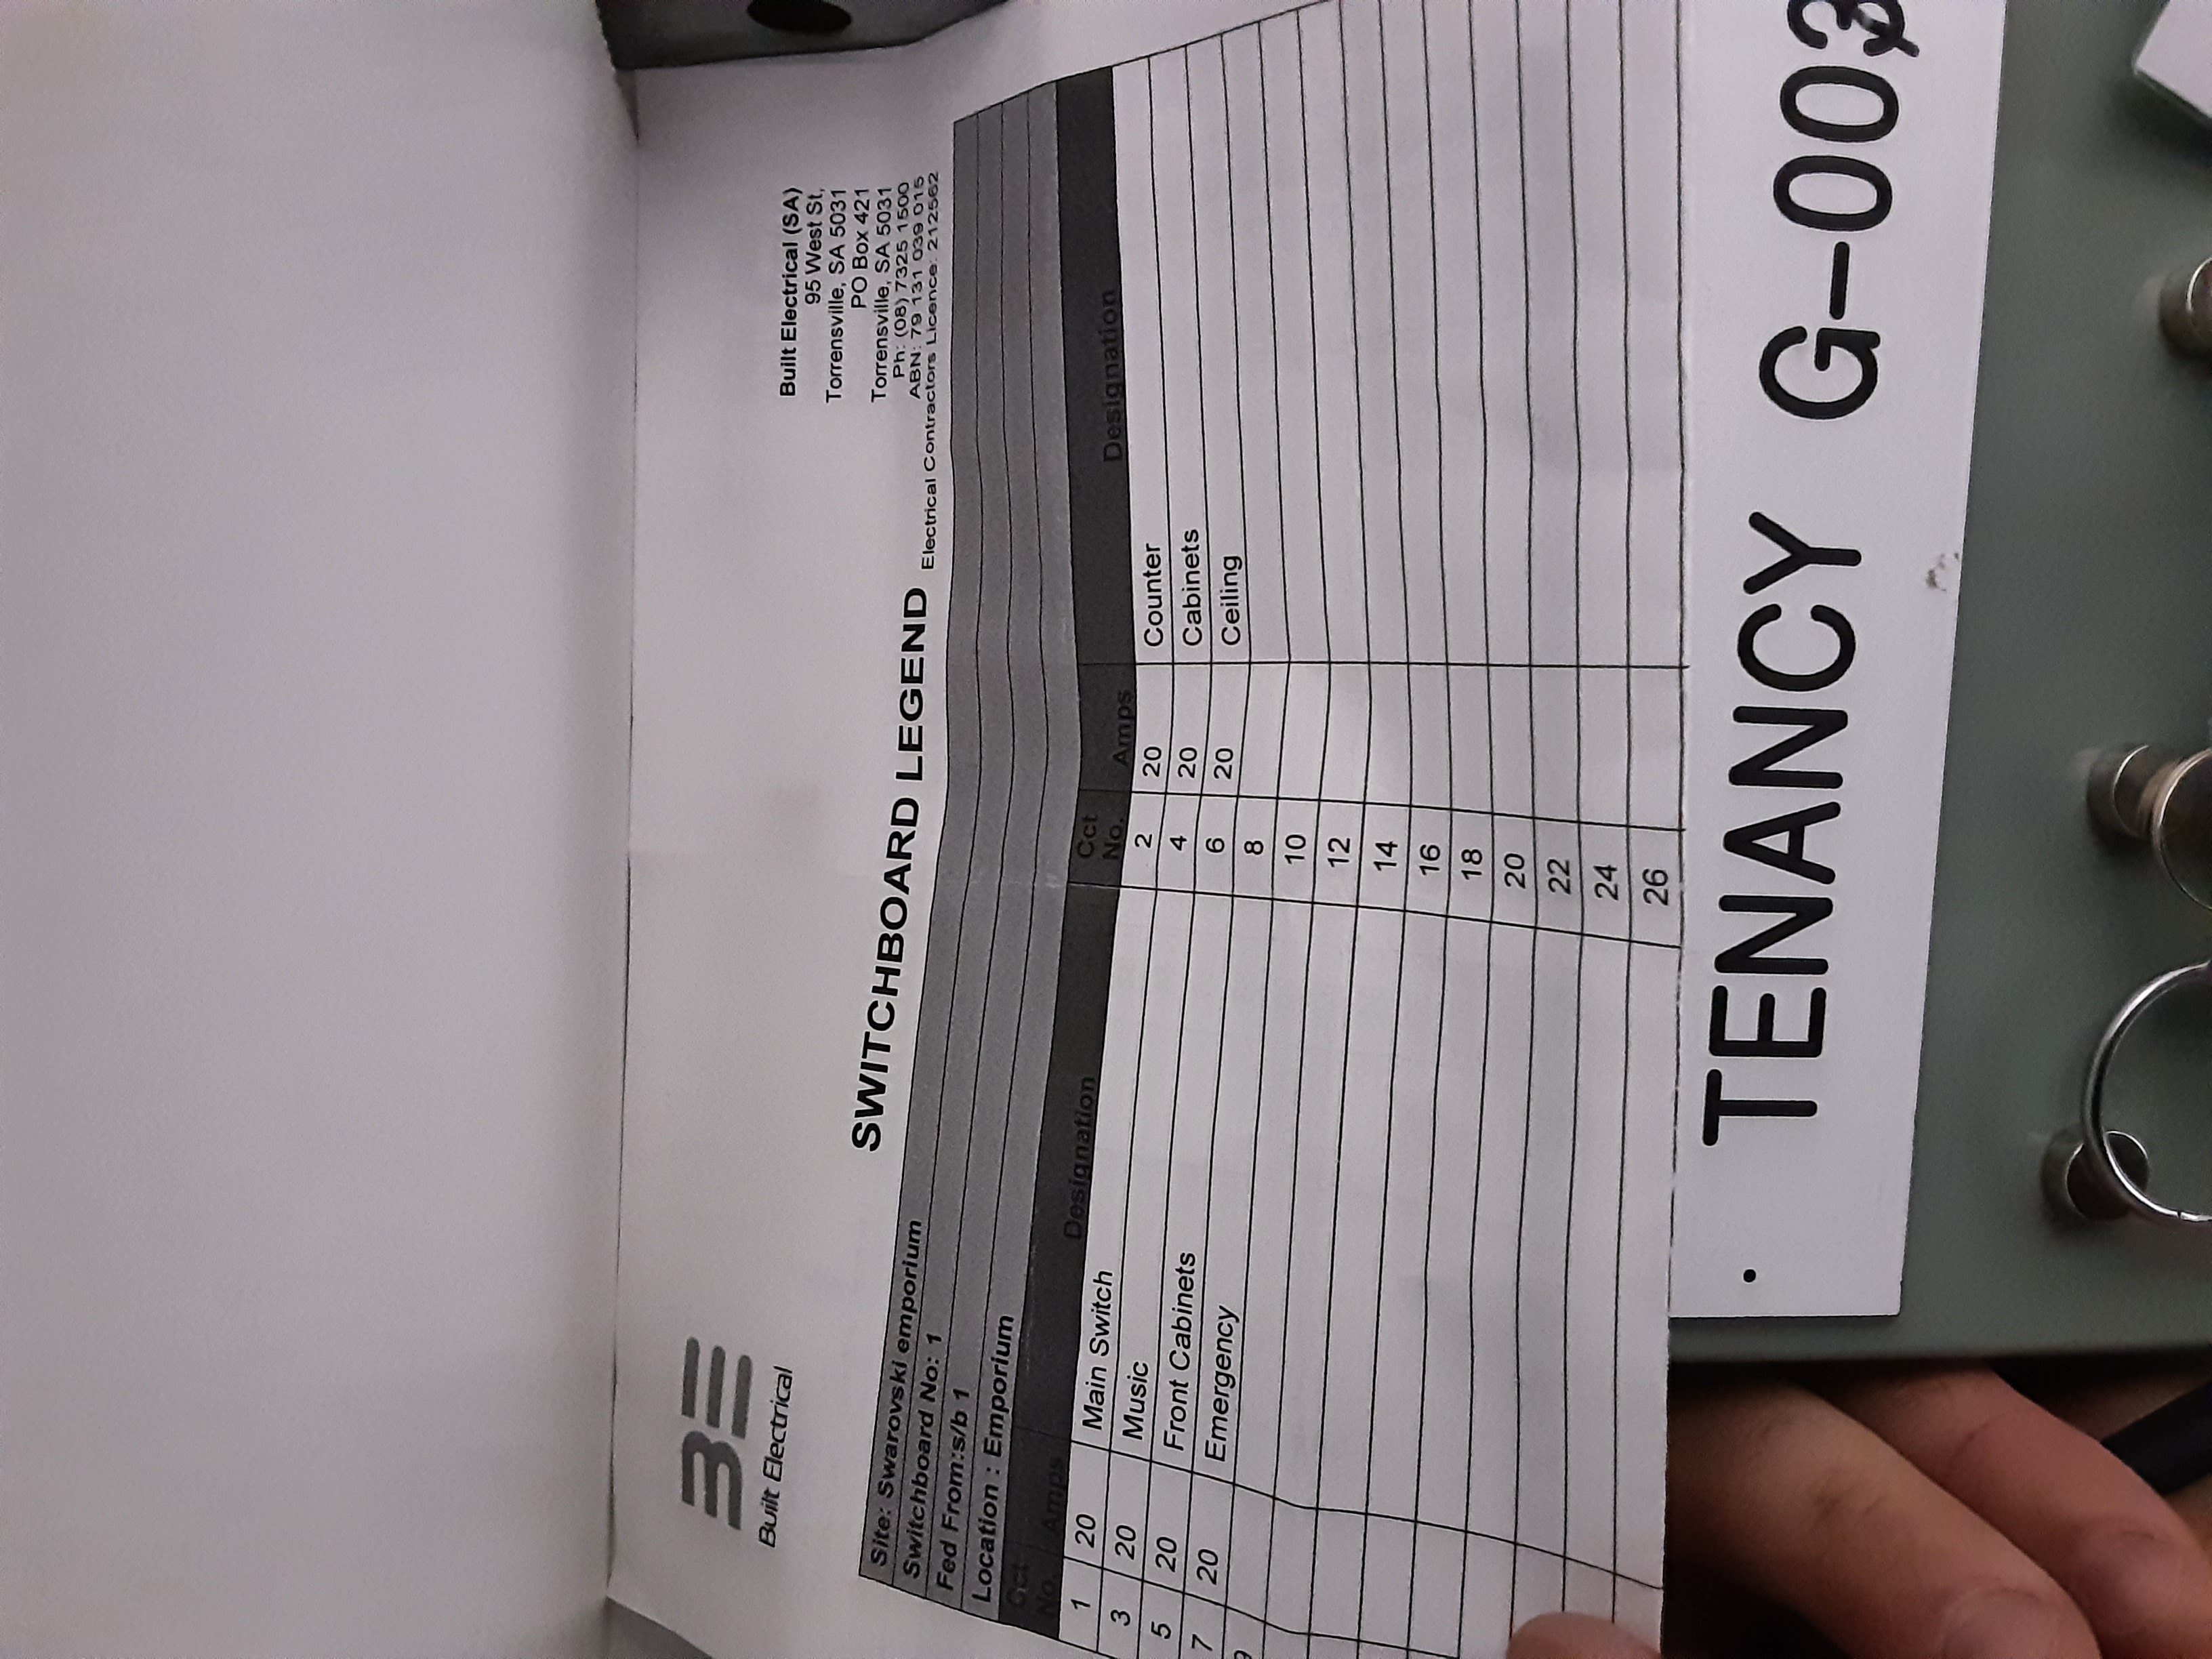 BE
Built Electrical
Built Electrical (SA)
95 West St,
Torrensville, SA 5031
PO Box 421
Torrensville, SA 5031
Ph: (08) 7325 1500
ABN: 79 131 039 015
SWITCHBOARD LEGEND
Electrical Contractors Licence: 212562
Site: Swarovski emporium
Switchboard No: 1
Fed From:s/b 1
Location : Emporium
Cct No. Amps Designation Cct No. Amps Designation
1 20 Main Switch 2 20 Counter
3 20 Music 4 20 Cabinets
5 20 Front Cabinets 6 20 Ceiling
7 20 Emergency 8
9 10
12
14
16
18
20
22
24
26
. TENANCY G-003